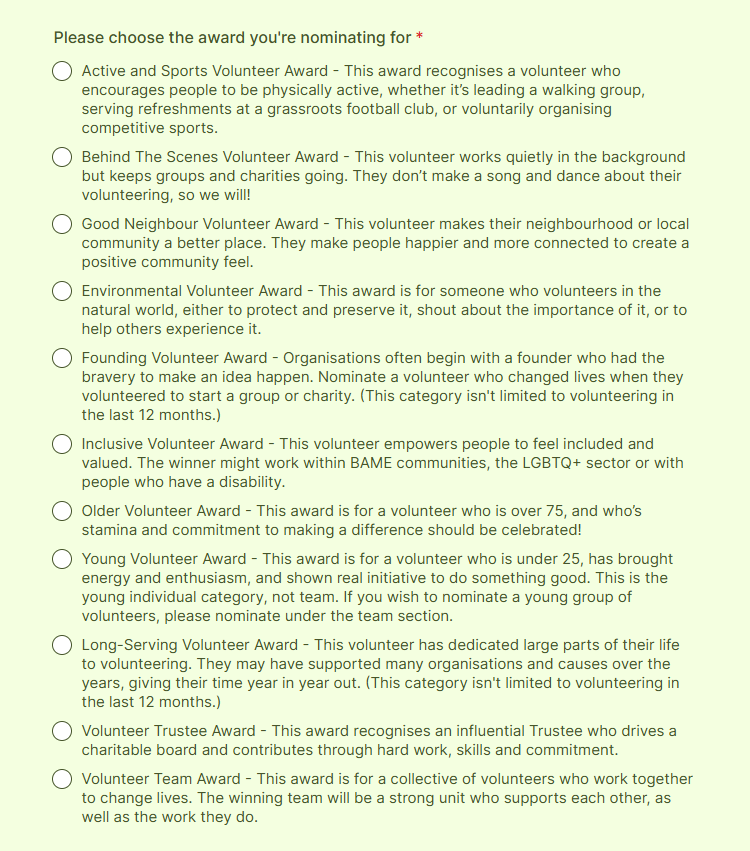 Please choose the award you're nominating for *
Active and Sports Volunteer Award - This award recognises a volunteer who
encourages people to be physically active, whether it’s leading a walking group,
serving refreshments at a grassroots football club, or voluntarily organising
competitive sports.
Behind The Scenes Volunteer Award - This volunteer works quietly in the background
but keeps groups and charities going. They don’t make a song and dance about their
volunteering, so we will!
Good Neighbour Volunteer Award - This volunteer makes their neighbourhood or local
community a better place. They make people happier and more connected to create a
positive community feel.
Environmental Volunteer Award - This award is for someone who volunteers in the
natural world, either to protect and preserve it, shout about the importance of it, or to
help others experience it.
Founding Volunteer Award - Organisations often begin with a founder who had the
bravery to make an idea happen. Nominate a volunteer who changed lives when they
volunteered to start a group or charity. (This category isn't limited to volunteering in
the last 12 months.)
Inclusive Volunteer Award - This volunteer empowers people to feel included and
valued. The winner might work within BAME communities, the LGBTQ+ sector or with
people who have a disability.
Older Volunteer Award - This award is for a volunteer who is over 75, and who’s
stamina and commitment to making a difference should be celebrated!
Young Volunteer Award - This award is for a volunteer who is under 25, has brought
energy and enthusiasm, and shown real initiative to do something good. This is the
young individual category, not team. If you wish to nominate a young group of
volunteers, please nominate under the team section.
Long-Serving Volunteer Award - This volunteer has dedicated large parts of their life
to volunteering. They may have supported many organisations and causes over the
years, giving their time year in year out. (This category isn't limited to volunteering in
the last 12 months.)
Volunteer Trustee Award - This award recognises an influential Trustee who drives a
charitable board and contributes through hard work, skills and commitment.
Volunteer Team Award - This award is for a collective of volunteers who work together
to change lives. The winning team will be a strong unit who supports each other, as
well as the work they do.